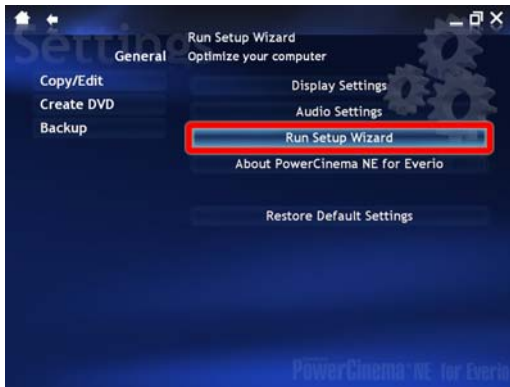 Settings
General
Run Setup Wizard
Optimize your computer
Copy/Edit
Create DVD
Backup
Display Settings
Audio Settings
Run Setup Wizard
About PowerCinema NE for Everio
Restore Default Settings
PowerCinema NE for Everio